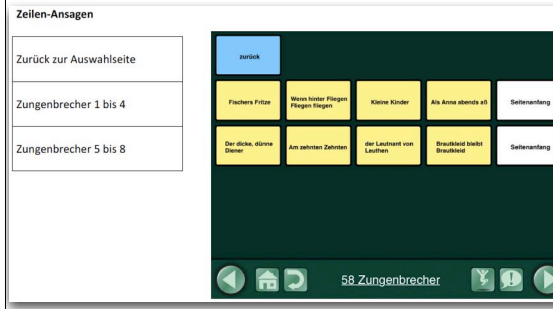 Zeilen-Ansagen
Zurück zur Auswahlseite
Zungenbrecher 1 bis 4
Zungenbrecher 5 bis 8
zurück
Fischers Fritze
Wenn hinter Fliegen
Fliegen fliegen
Kleine Kinder
Als Anna abends aß
Seitenanfang
Der dicke, dünne
Diener
Am zehnten Zehnten
der Leutnant von
Leuthen
Brautkleid bleibt
Brautkleid
Seitenanfang
58 Zungenbrecher